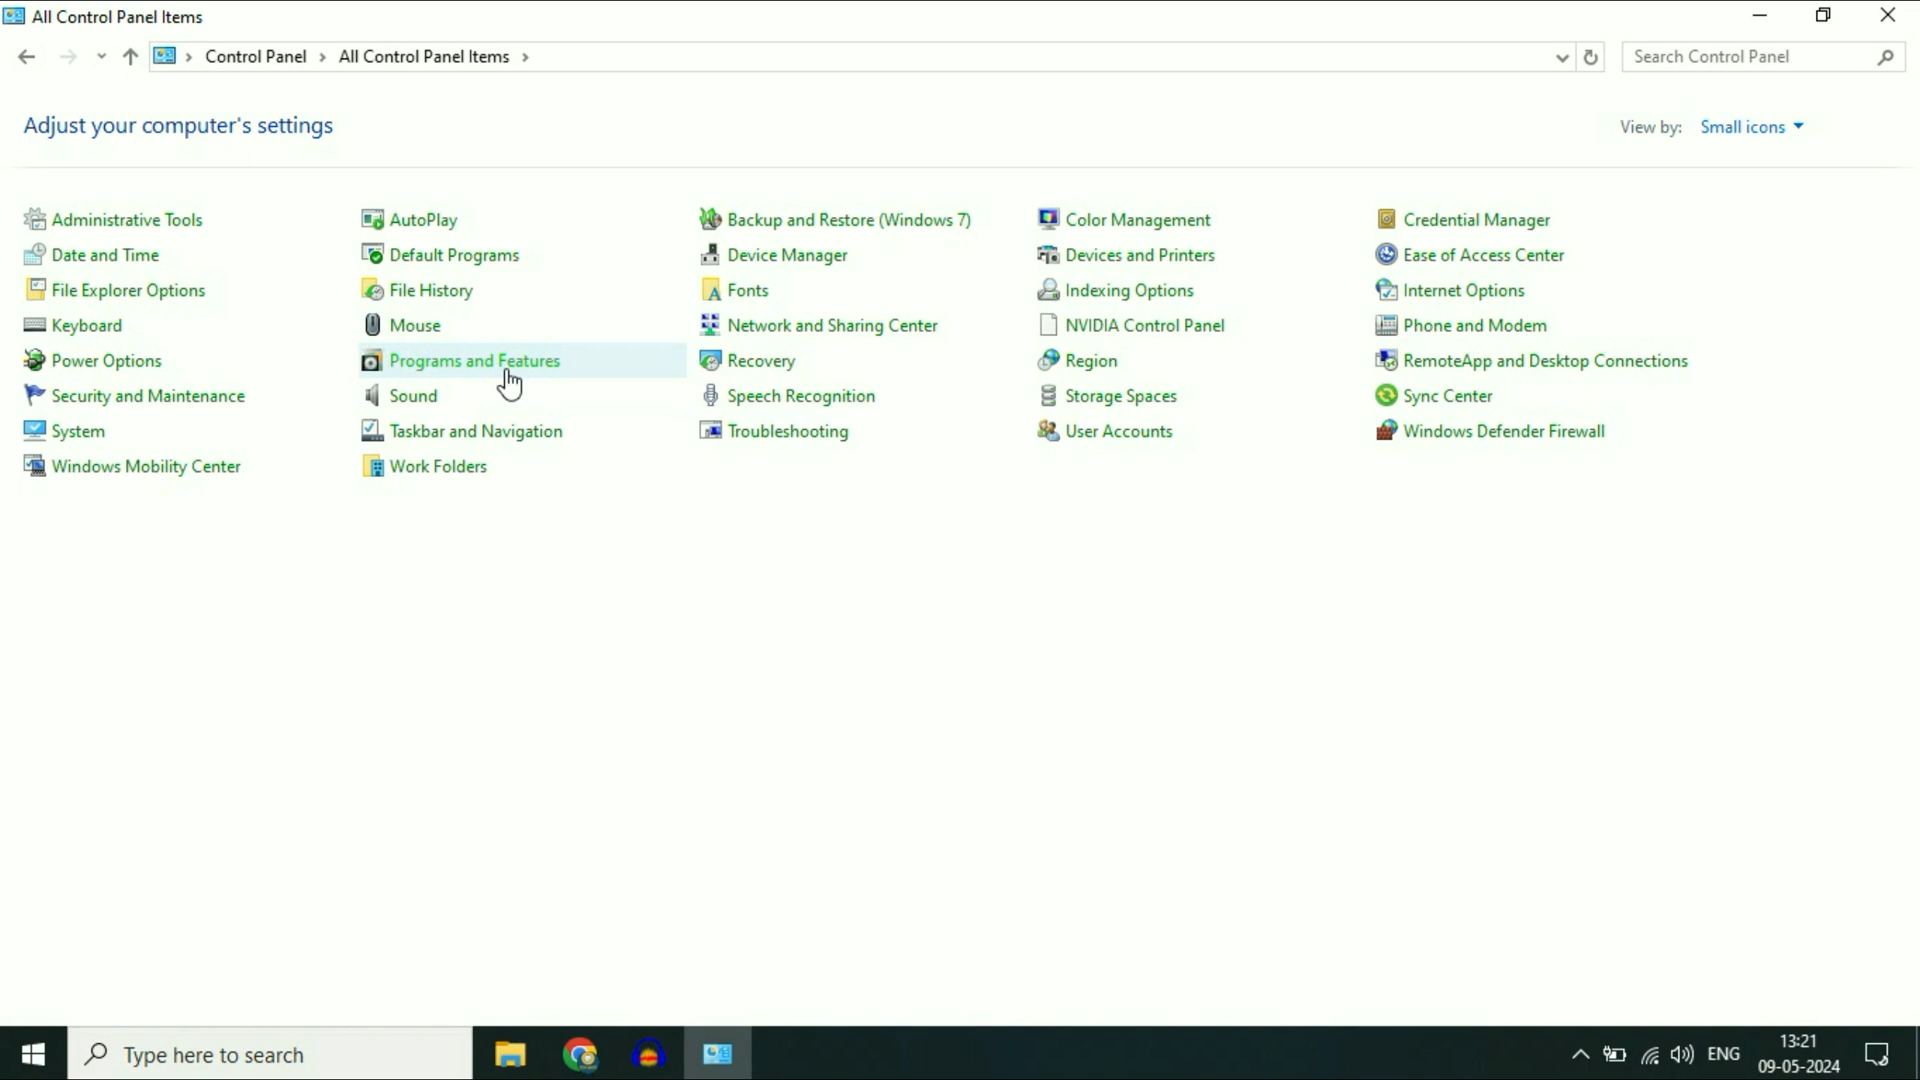 All Control Panel Items
Control Panel All Control Panel Items
Search Control Panel
Adjust your computer's settings
View by: Small icons
Administrative Tools AutoPlay Backup and Restore (Windows 7) Color Management Credential Manager
Date and Time Default Programs Device Manager Devices and Printers Ease of Access Center
File Explorer Options File History Fonts Indexing Options Internet Options
Keyboard Mouse Network and Sharing Center NVIDIA Control Panel Phone and Modem
Power Options Programs and Features Recovery Region RemoteApp and Desktop Connections
Security and Maintenance Sound Speech Recognition Storage Spaces Sync Center
System Taskbar and Navigation Troubleshooting User Accounts Windows Defender Firewall
Windows Mobility Center Work Folders
Type here to search
ENG
13:21
09-05-2024